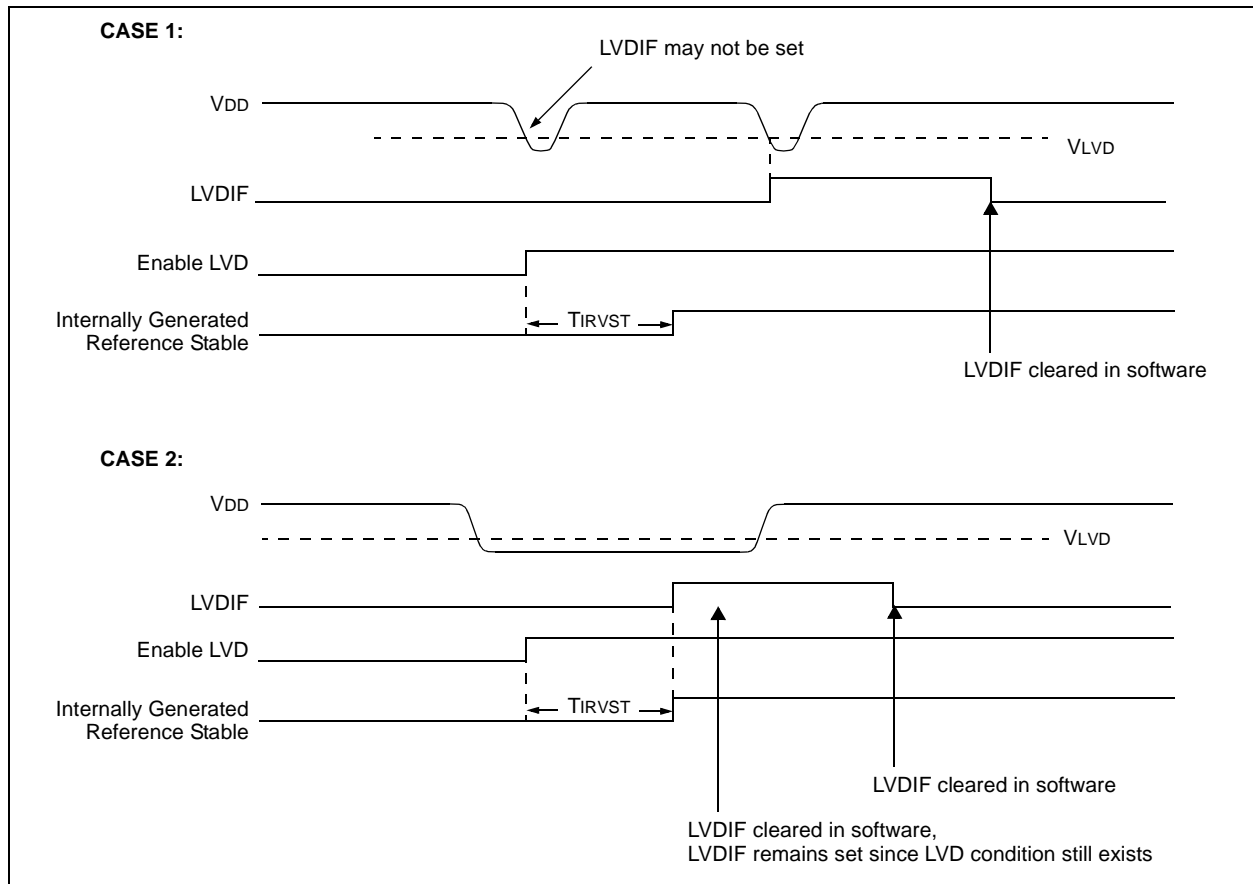 CASE 1:
LVDIF may not be set
VDD
VLVD
LVDIF
Enable LVD
Internally Generated
Reference Stable
TIRVST
LVDIF cleared in software
CASE 2:
VDD
VLVD
LVDIF
Enable LVD
Internally Generated
Reference Stable
TIRVST
LVDIF cleared in software
LVDIF cleared in software,
LVDIF remains set since LVD condition still exists